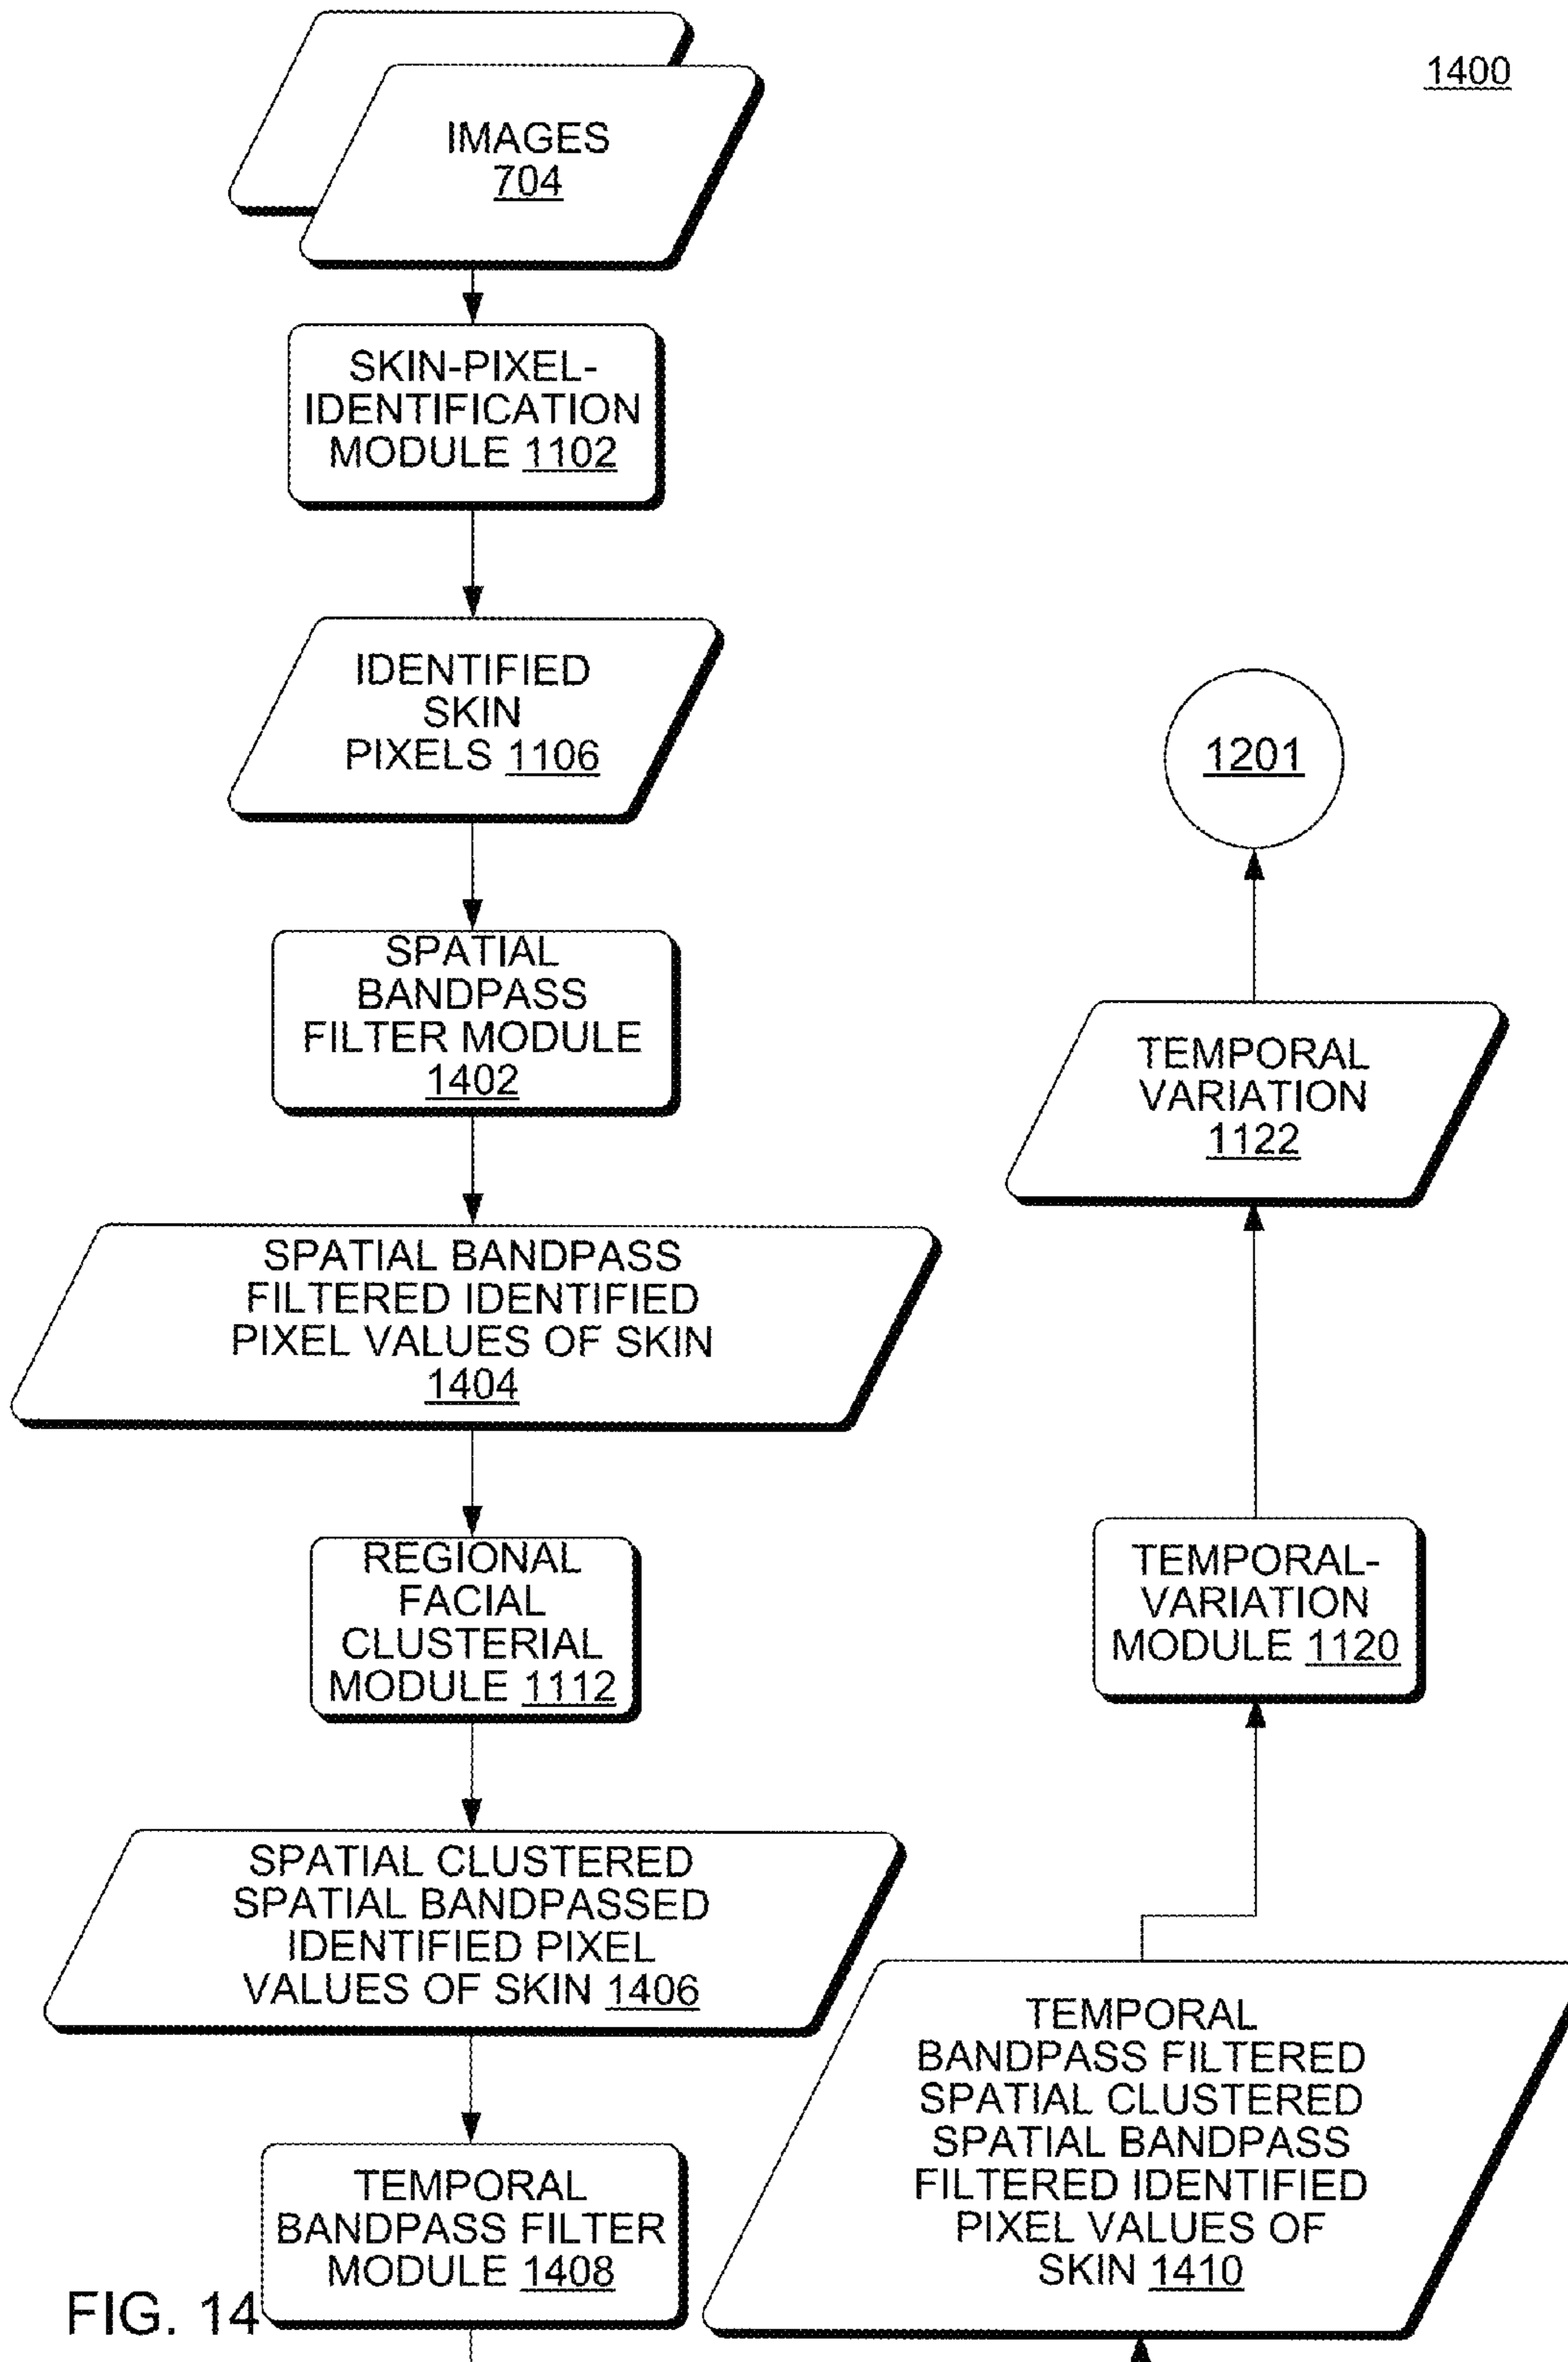 1400
IMAGES
704
SKIN-PIXEL-
IDENTIFICATION
MODULE 1102
IDENTIFIED
SKIN
PIXELS 1106
SPATIAL
BANDPASS
FILTER MODULE
1402
SPATIAL BANDPASS
FILTERED IDENTIFIED
PIXEL VALUES OF SKIN
1404
REGIONAL
FACIAL
CLUSTERIAL
MODULE 1112
SPATIAL CLUSTERED
SPATIAL BANDPASSED
IDENTIFIED PIXEL
VALUES OF SKIN 1406
TEMPORAL
BANDPASS FILTER
MODULE 1408
TEMPORAL
BANDPASS FILTERED
SPATIAL CLUSTERED
SPATIAL BANDPASS
FILTERED IDENTIFIED
PIXEL VALUES OF
SKIN 1410
TEMPORAL-
VARIATION
MODULE 1120
TEMPORAL
VARIATION
1122
1201
FIG. 14